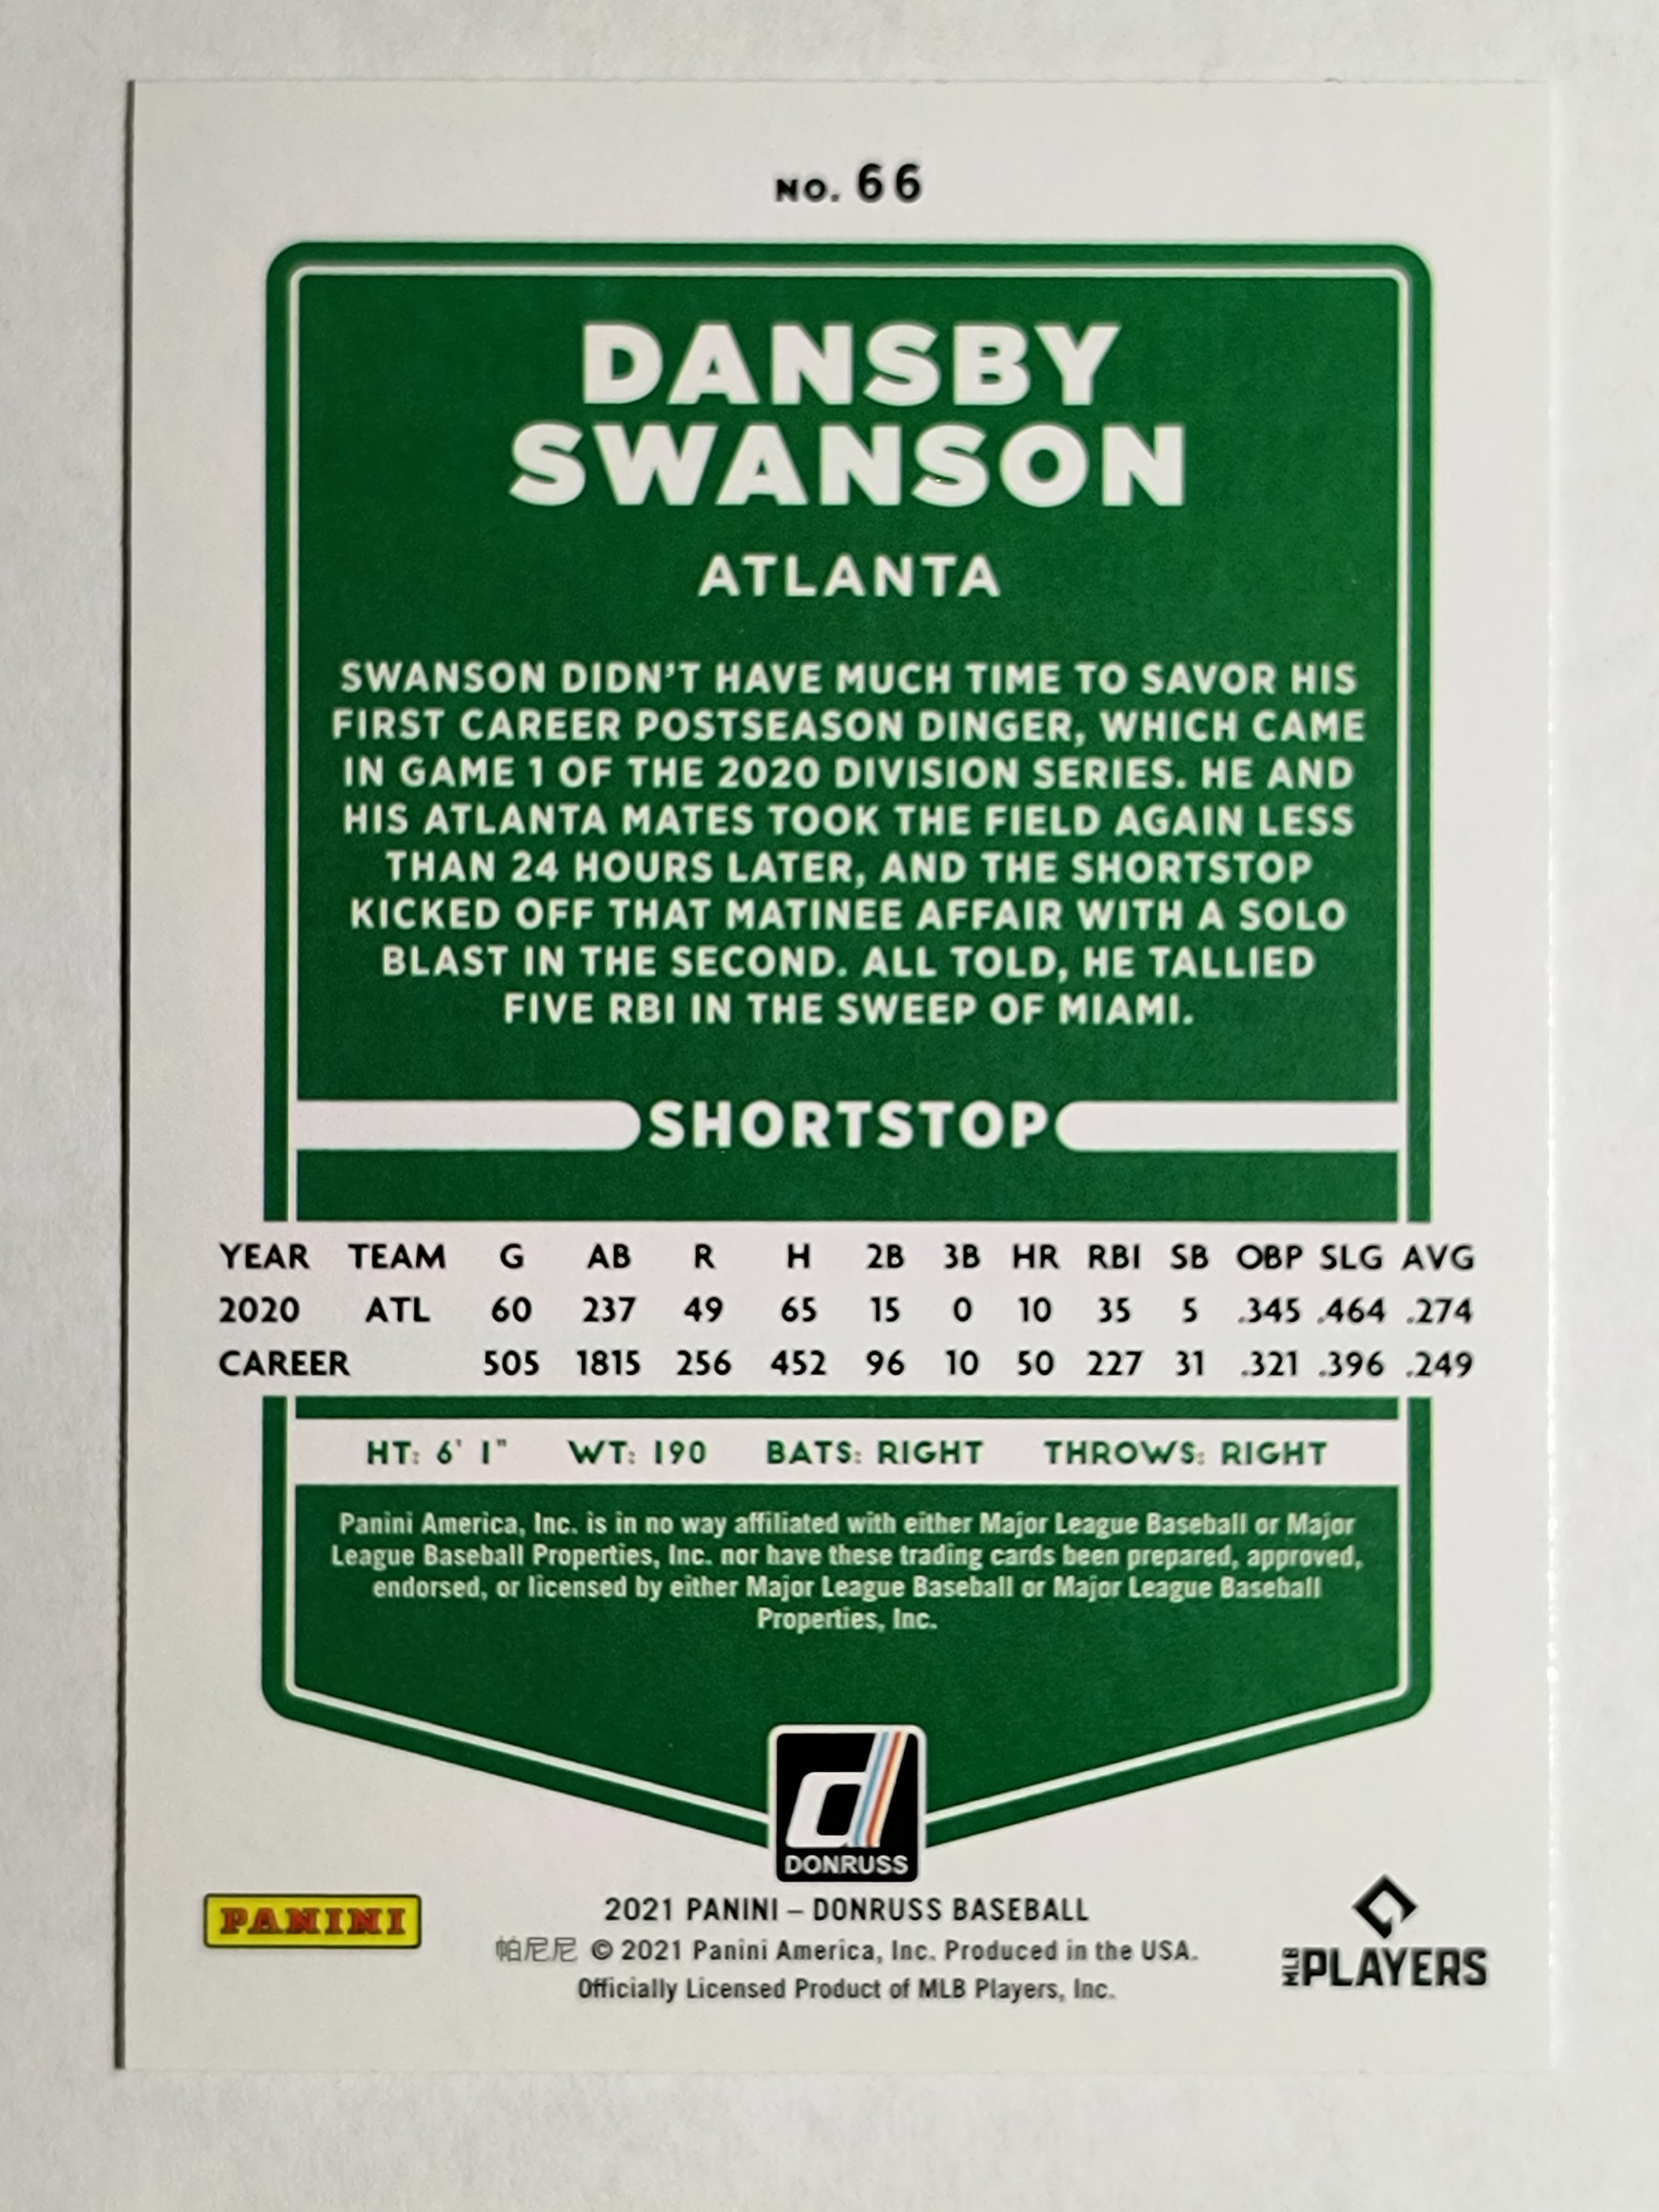 NO. 66
DANSBY
SWANSON
ATLANTA
SWANSON DIDN'T HAVE MUCH TIME TO SAVOR HIS
FIRST CAREER POSTSEASON DINGER, WHICH CAME
IN GAME 1 OF THE 2020 DIVISION SERIES. HE AND
HIS ATLANTA MATES TOOK THE FIELD AGAIN LESS
THAN 24 HOURS LATER, AND THE SHORTSTOP
KICKED OFF THAT MATINEE AFFAIR WITH A SOLO
BLAST IN THE SECOND. ALL TOLD, HE TALLIED
FIVE RBI IN THE SWEEP OF MIAMI.
SHORTSTOP
YEAR TEAM G AB R H 2B 3B HR RBI SB OBP SLG AVG
2020 ATL 60 237 49 65 15 0 10 35 5 .345 .464 .274
CAREER 505 1815 256 452 96 10 50 227 31 .321 .396 .249
HT: 6' 1" WT: 190 BATS: RIGHT THROWS: RIGHT
Panini America, Inc. is in no way affiliated with either Major League Baseball or Major
League Baseball Properties, Inc. nor have these trading cards been prepared, approved,
endorsed, or licensed by either Major League Baseball or Major League Baseball
Properties, Inc.
d
DONRUSS
PANINI
2021 PANINI – DONRUSS BASEBALL
帕尼尼 © 2021 Panini America, Inc. Produced in the USA.
Officially Licensed Product of MLB Players, Inc.
MLB PLAYERS